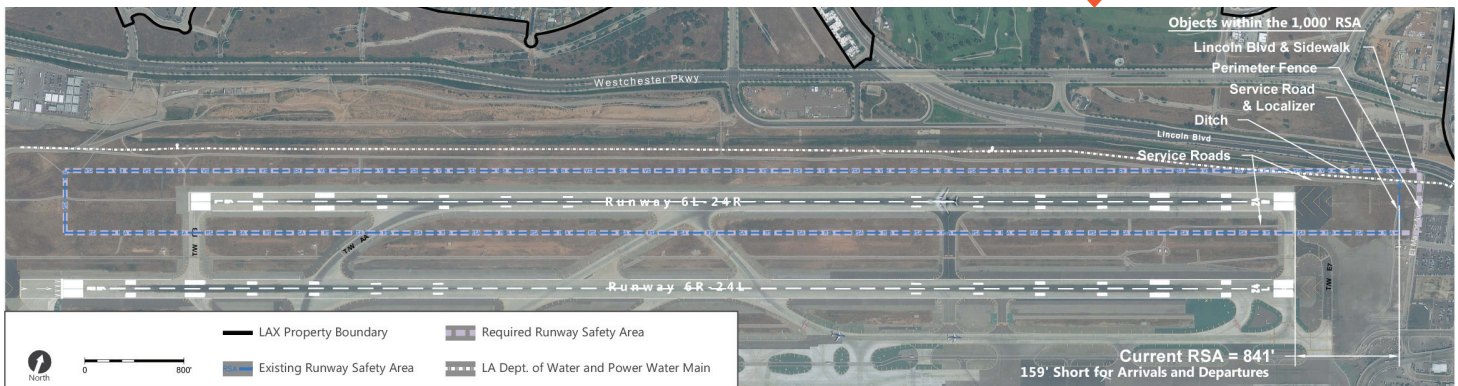 Objects within the 1,000' RSA
Lincoln Blvd & Sidewalk
Perimeter Fence
Service Road
& Localizer
Ditch
Lincoln Blvd
Service Roads
Westchester Pkwy
Runway 6L-24R
T/W AA
Runway 6R-24L
Current RSA = 841'
159' Short for Arrivals and Departures
LAX Property Boundary
Required Runway Safety Area
North
0 800'
RSA
Existing Runway Safety Area
LA Dept. of Water and Power Water Main